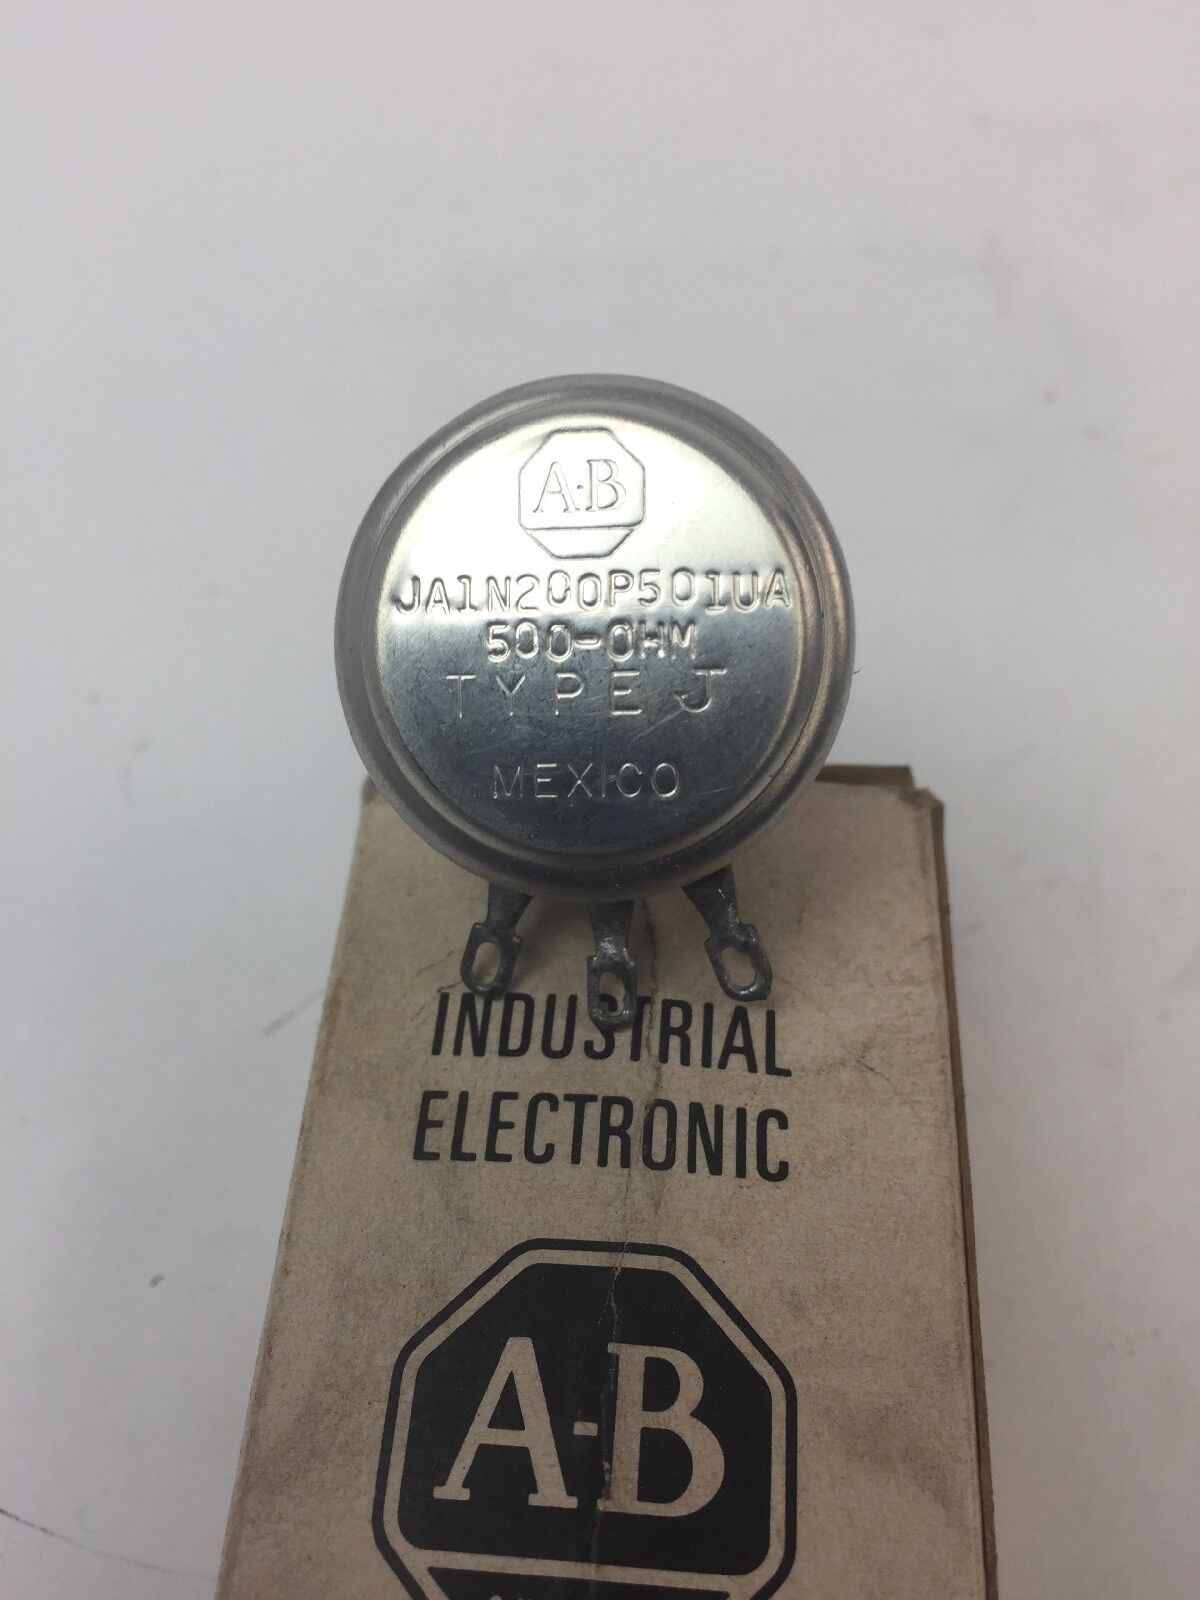 A·B
JA1N200P501UA
500-OHM
TYPE J
MEXICO
INDUSTRIAL
ELECTRONIC
A-B